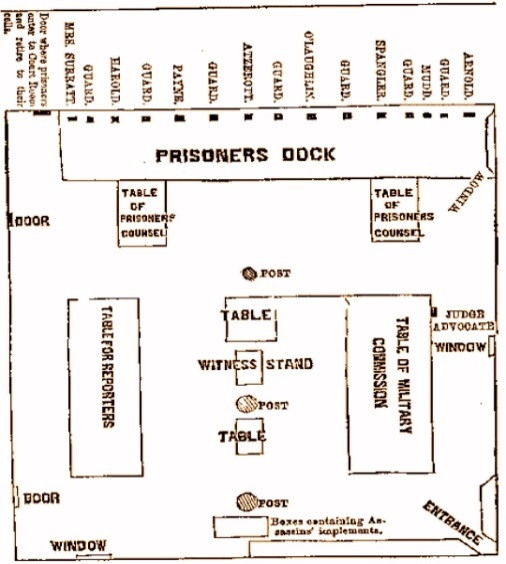 Door where prisoners
enter to Court Room
and retire to their
cells.
MRS. SURRATT.
GUARD.
HAROLD.
GUARD.
PAYNE.
GUARD.
ATZEROTT.
GUARD.
O'LAUGHLIN.
GUARD.
SPANGLER.
GUARD.
MUDD.
GUARD.
ARNOLD.
PRISONERS DOCK
TABLE
OF
PRISONERS
COUNSEL
TABLE
OF
PRISONERS
COUNSEL
WINDOW
DOOR
POST
TABLE
JUDGE
ADVOCATE
WINDOW
TABLE FOR REPORTERS
WITNESS STAND
TABLE OF MILITARY
COMMISSION
POST
TABLE
DOOR
POST
Boxes containing As-
sassins' implements.
ENTRANCE
WINDOW